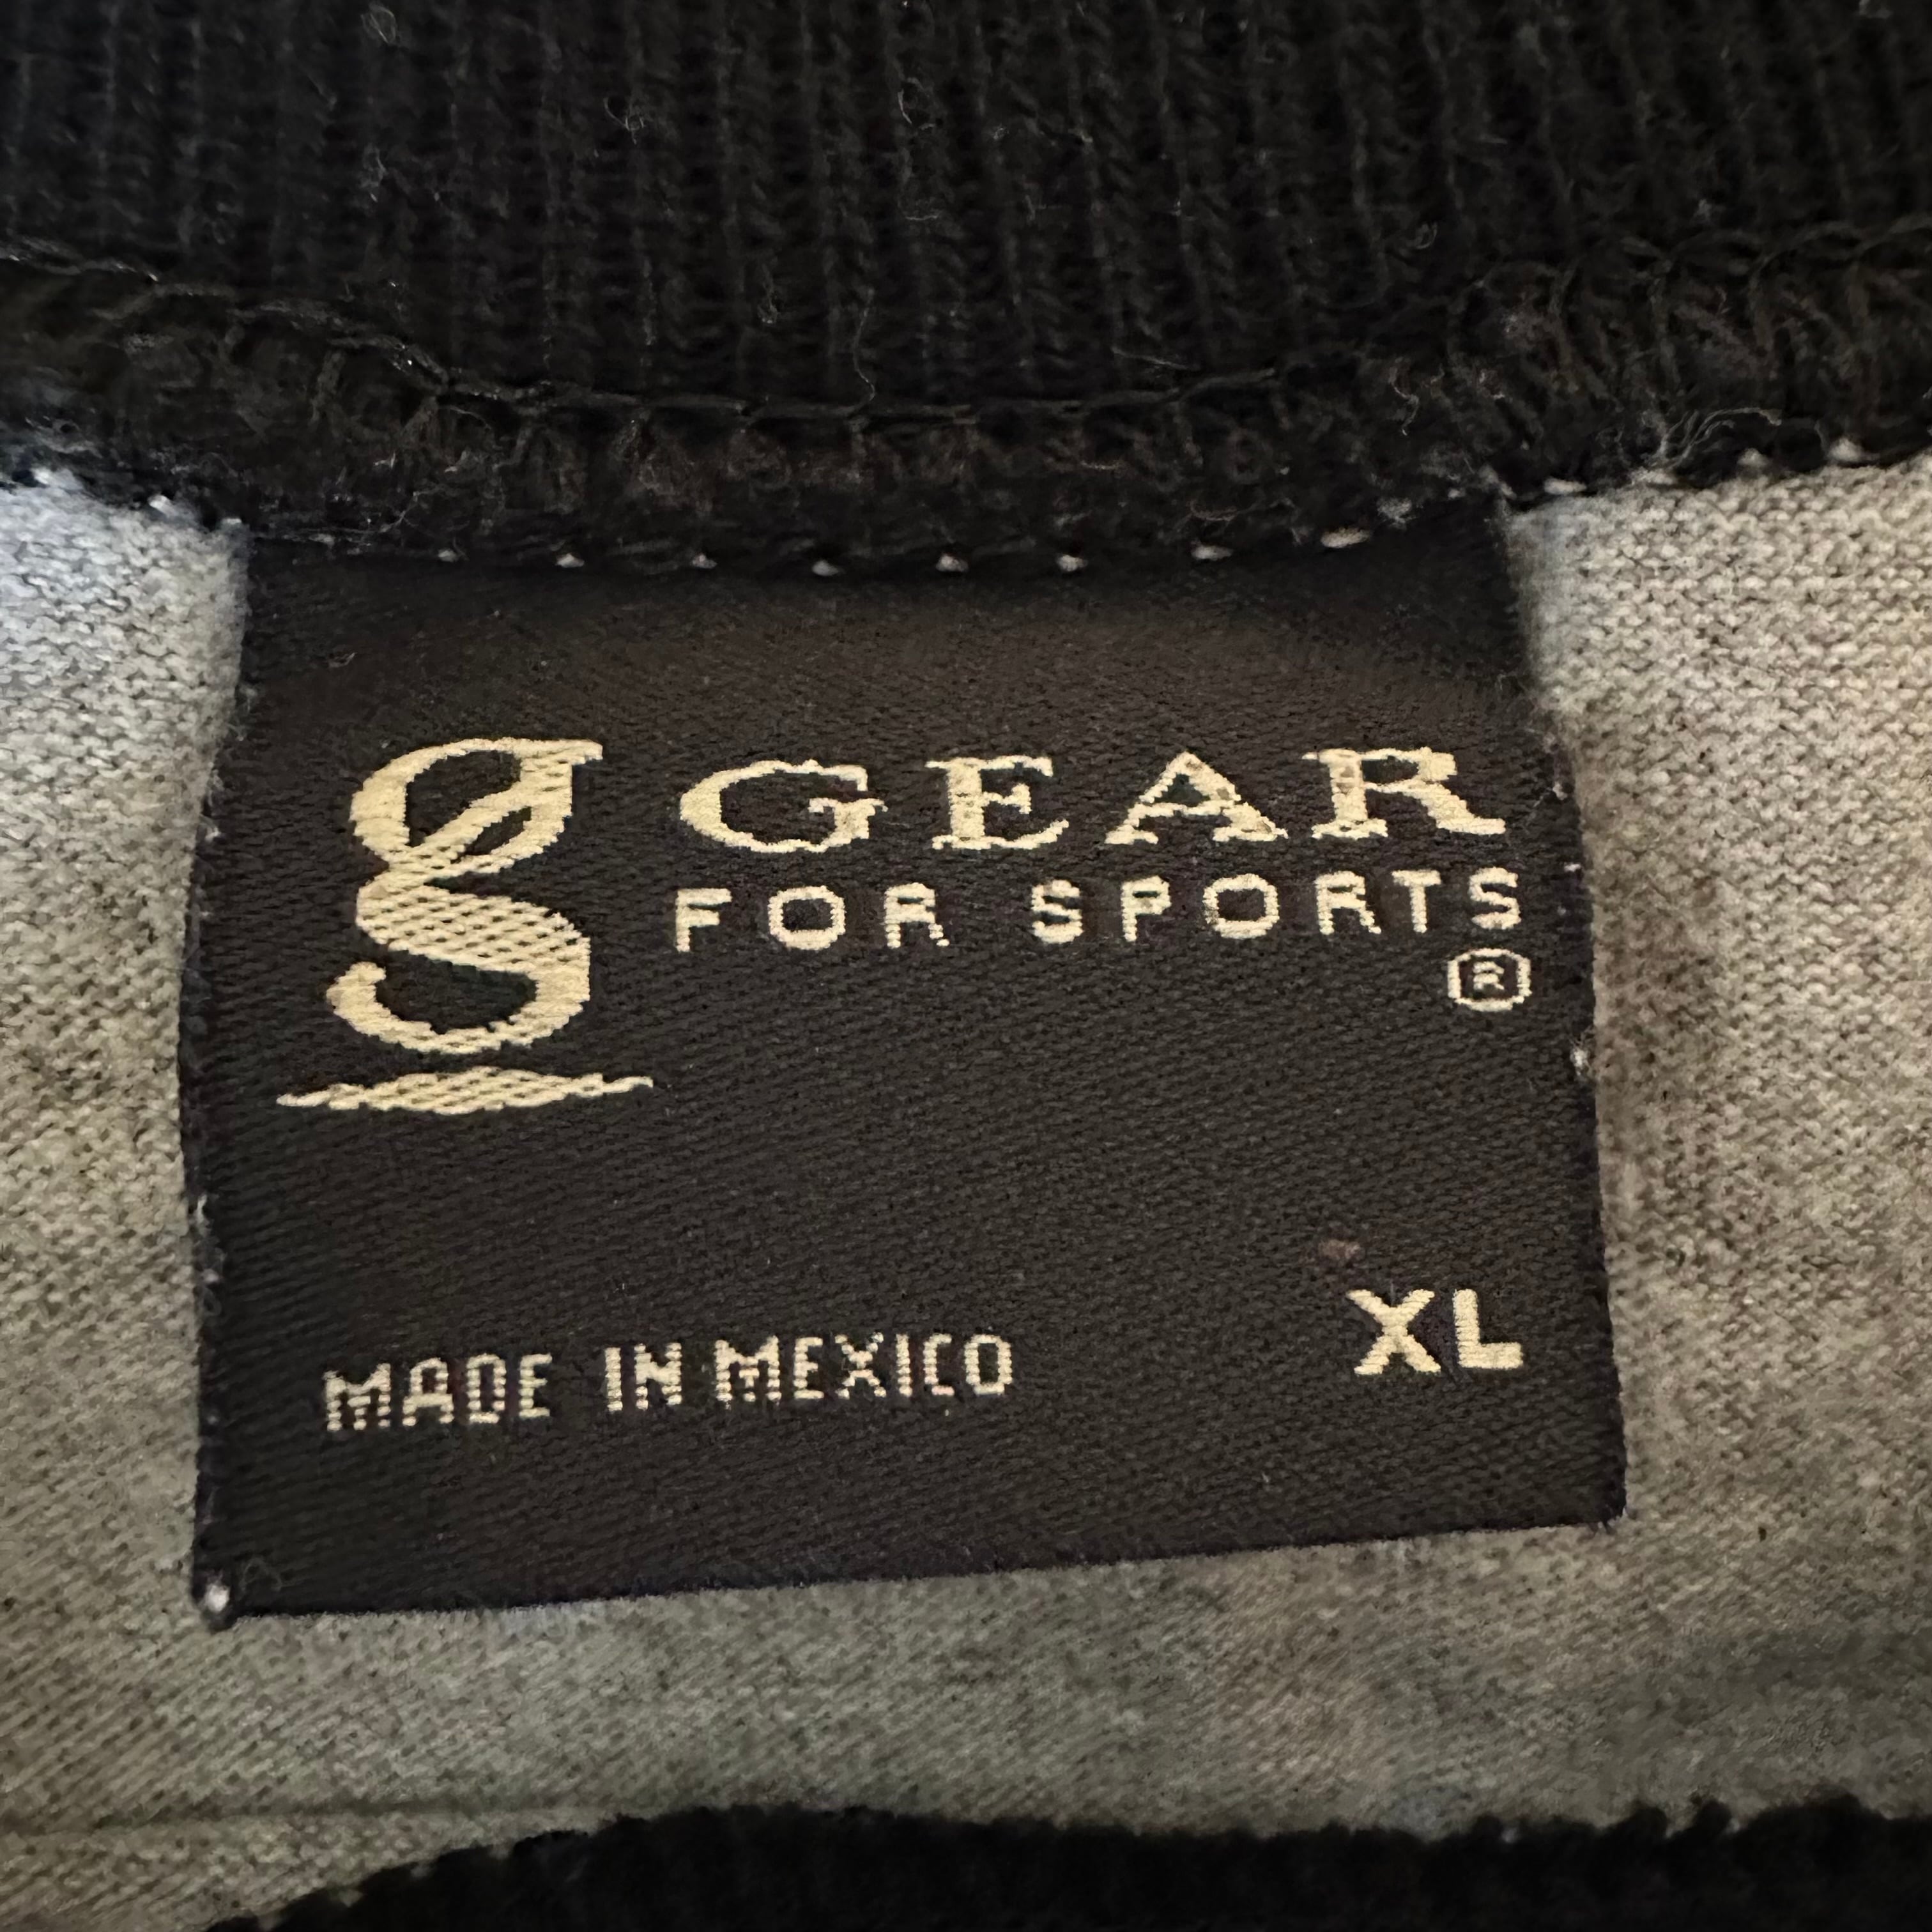 g GEAR
FOR SPORTS
®
XL
MADE IN MEXICO